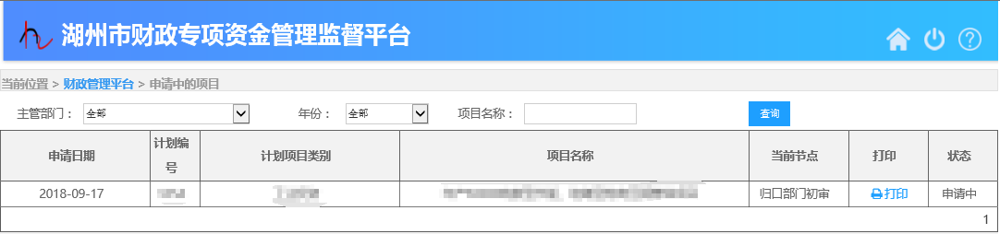 湖州市财政专项资金管理监督平台
当前位置 > 财政管理平台 > 申请中的项目
主管部门： 全部 年份： 全部 项目名称： 查询
申请日期 计划编号 计划项目类别 项目名称 当前节点 打印 状态
2018-09-17 归口部门初审 打印 申请中
1